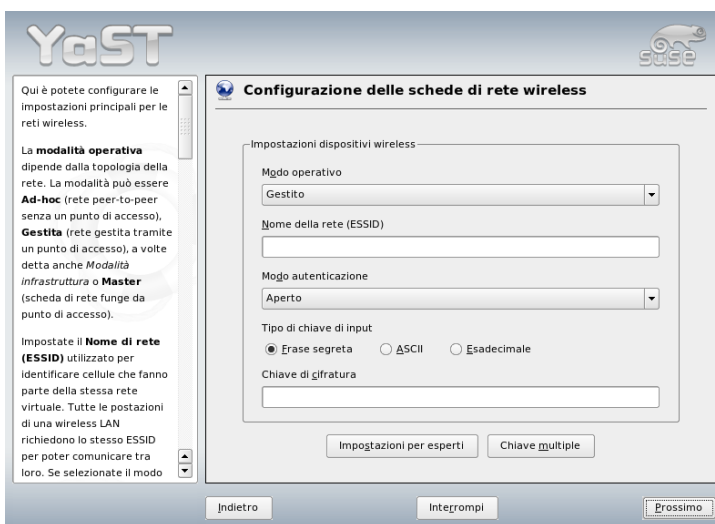 YaST
SUSE
Qui è potete configurare le
impostazioni principali per le
reti wireless.
La modalità operativa
dipende dalla topologia della
rete. La modalità può essere
Ad-hoc (rete peer-to-peer
senza un punto di accesso),
Gestita (rete gestita tramite
un punto di accesso), a volte
detta anche Modalità
infrastruttura o Master
(scheda di rete funge da
punto di accesso).
Impostate il Nome di rete
(ESSID) utilizzato per
identificare cellule che fanno
parte della stessa rete
virtuale. Tutte le postazioni
di una wireless LAN
richiedono lo stesso ESSID
per poter comunicare tra
loro. Se selezionate il modo
Configurazione delle schede di rete wireless
Impostazioni dispositivi wireless
Modo operativo
Gestito
Nome della rete (ESSID)
Modo autenticazione
Aperto
Tipo di chiave di input
Frase segreta ASCII Esadecimale
Chiave di cifratura
Impostazioni per esperti Chiave multiple
Indietro Interrompi Prossimo